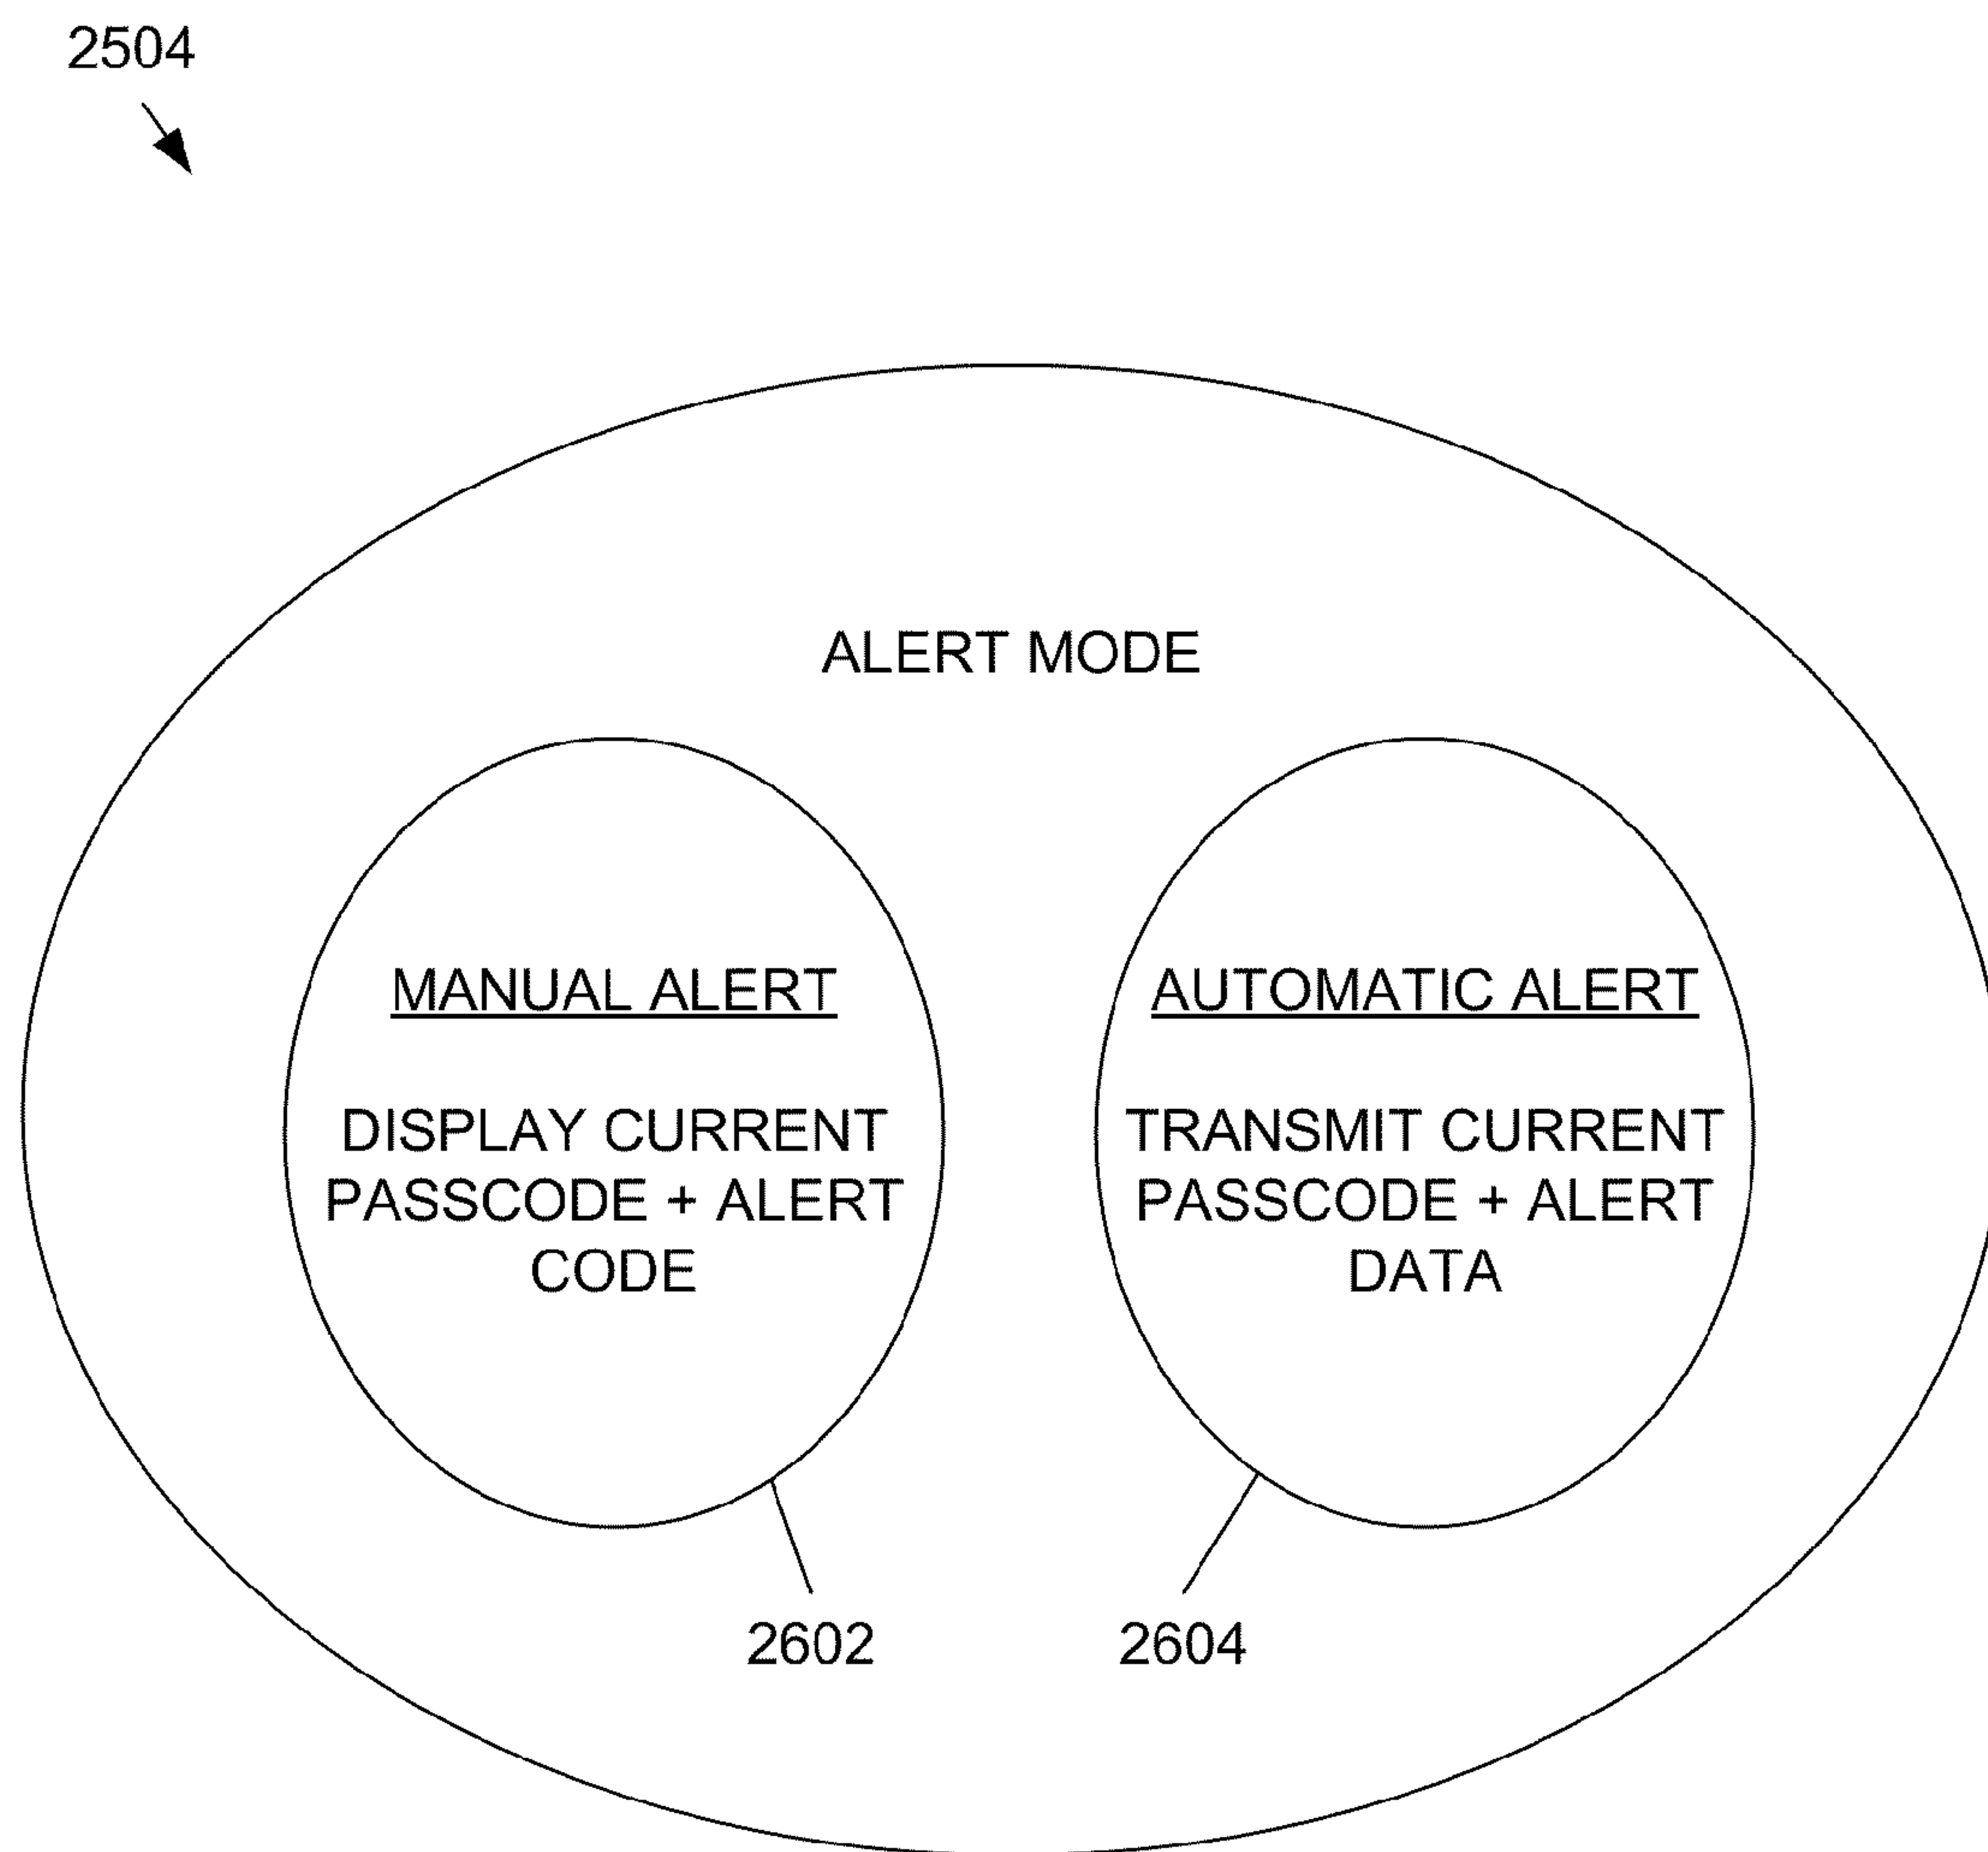 2504
ALERT MODE
MANUAL ALERT
DISPLAY CURRENT
PASSCODE + ALERT
CODE
AUTOMATIC ALERT
TRANSMIT CURRENT
PASSCODE + ALERT
DATA
2602
2604